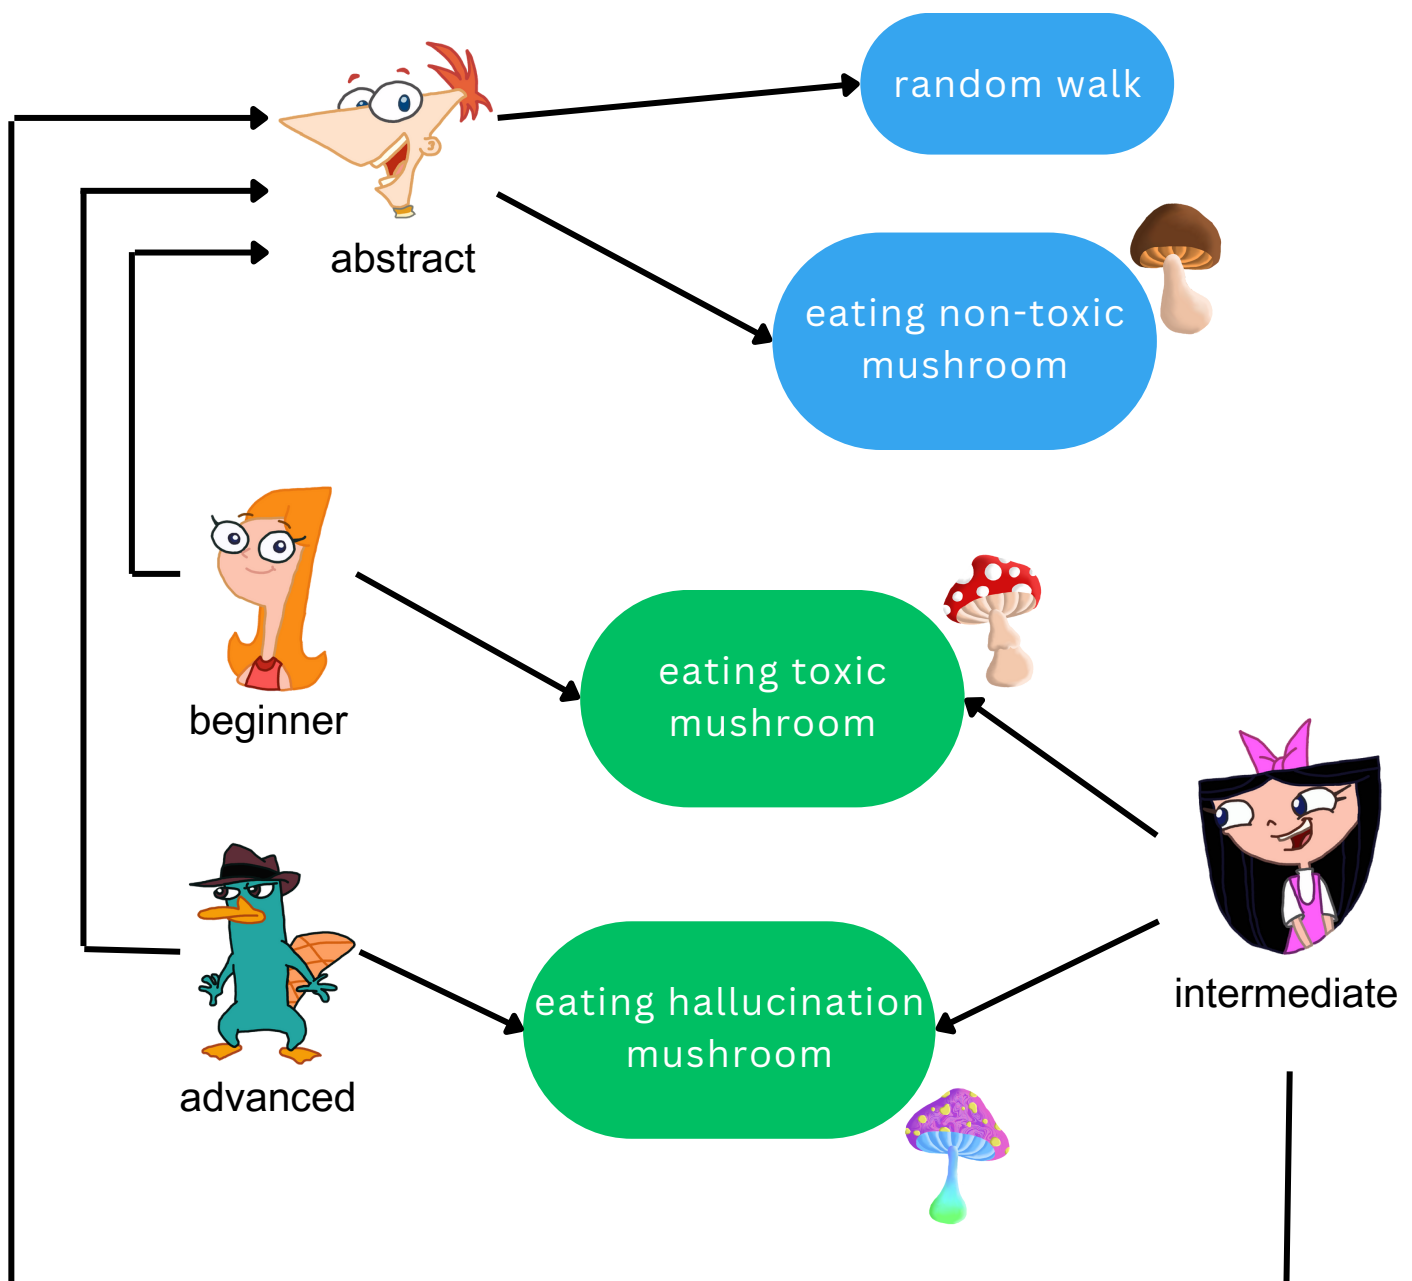 random walk
abstract
eating non-toxic
mushroom
eating toxic
mushroom
beginner
intermediate
eating hallucination
mushroom
advanced